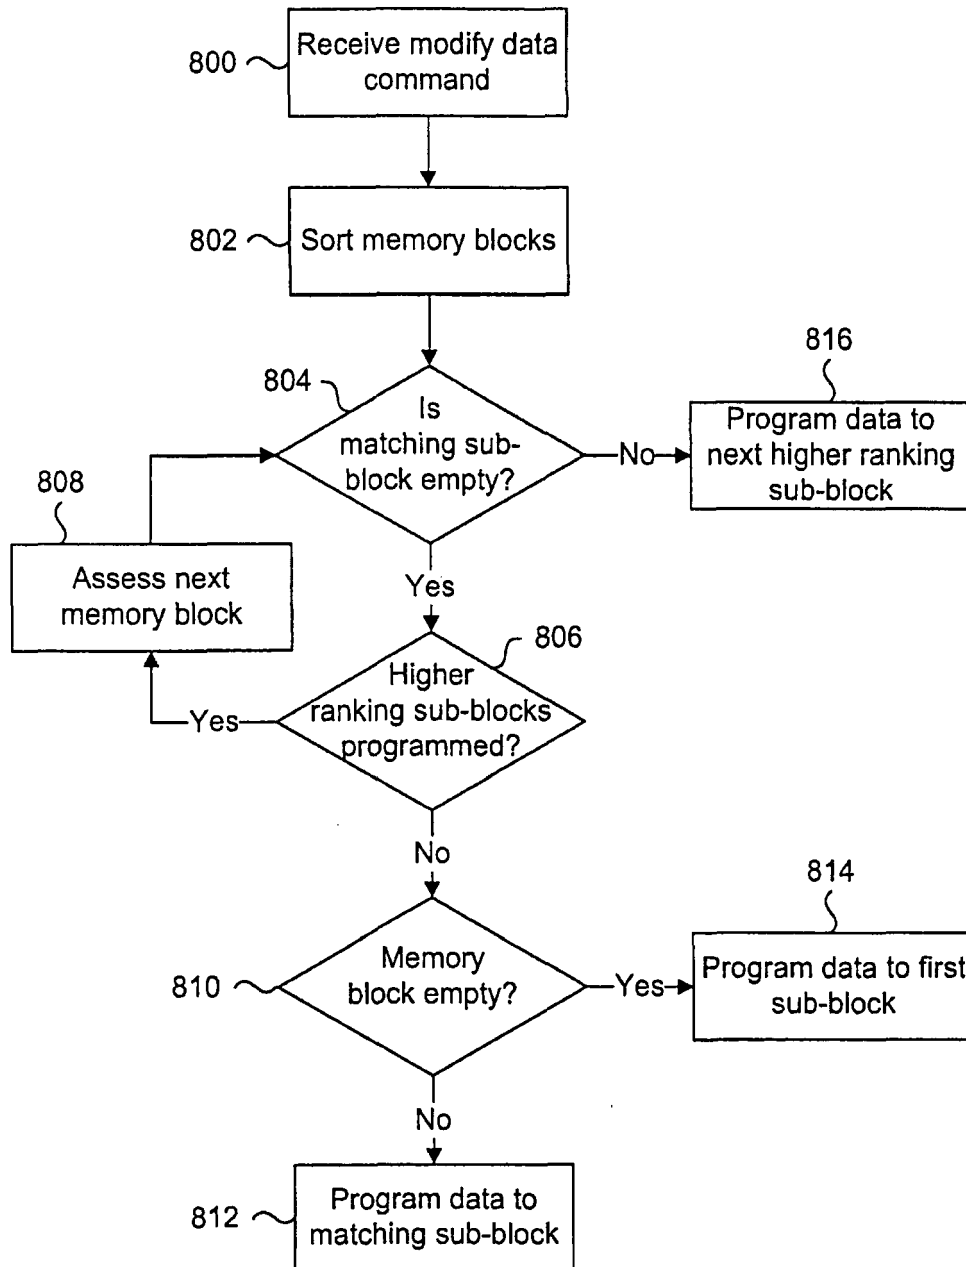 800
Receive modify data
command
802
Sort memory blocks
804
Is
matching sub-
block empty?
No
816
Program data to
next higher ranking
sub-block
808
Assess next
memory block
Yes
806
Higher
ranking sub-blocks
programmed?
Yes
No
810
Memory
block empty?
Yes
814
Program data to first
sub-block
No
812
Program data to
matching sub-block